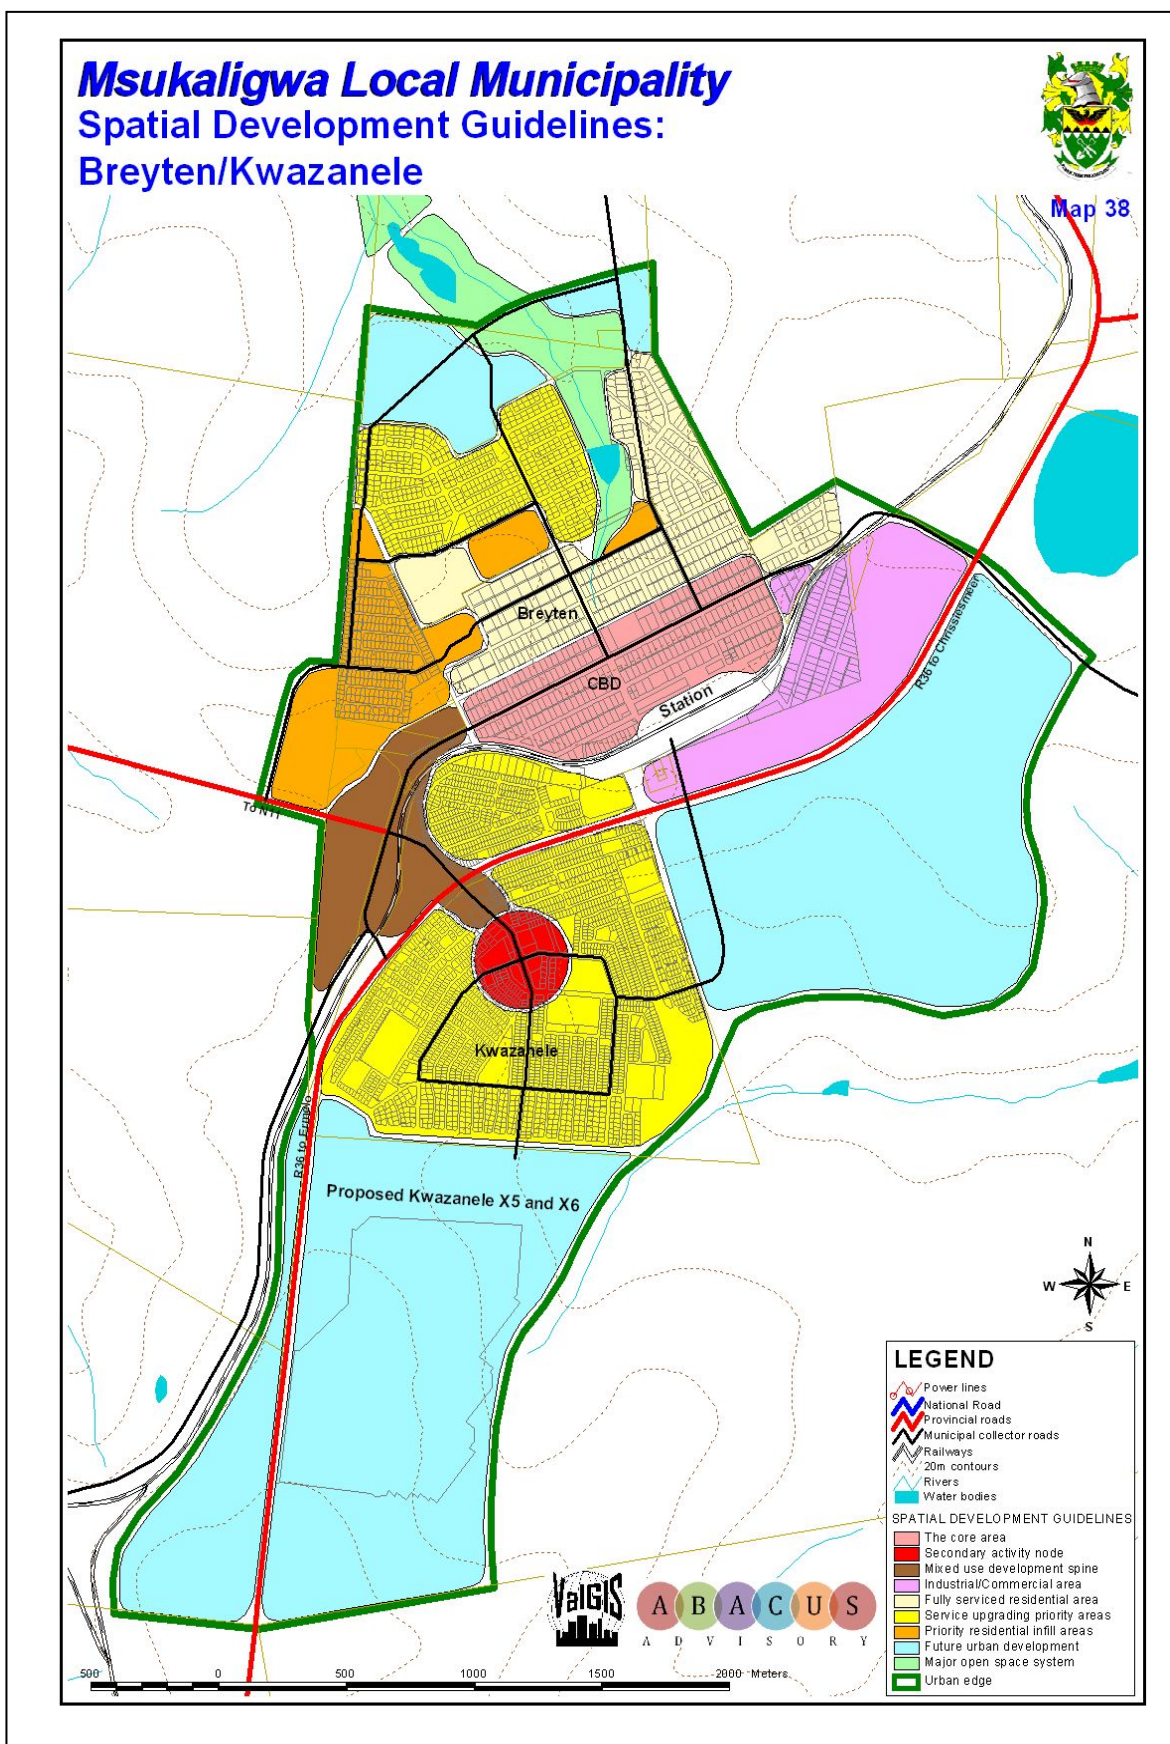 Msukaligwa Local Municipality
Spatial Development Guidelines:
Breyten/Kwazanele
Map 38
Breyten
CBD
Station
R36 to Chrissiesmeer
To N11
Kwazanele
R36 to Ermelo
Proposed Kwazanele X5 and X6
N
W E
S
LEGEND
Power lines
National Road
Provincial roads
Municipal collector roads
Railways
20m contours
Rivers
Water bodies
SPATIAL DEVELOPMENT GUIDELINES
The core area
Secondary activity node
Mixed use development spine
Industrial/Commercial area
Fully serviced residential area
Service upgrading priority areas
Priority residential infill areas
Future urban development
Major open space system
Urban edge
ValGIS
ABACUS
ADVISORY
500 0 500 1000 1500 2000 Meters